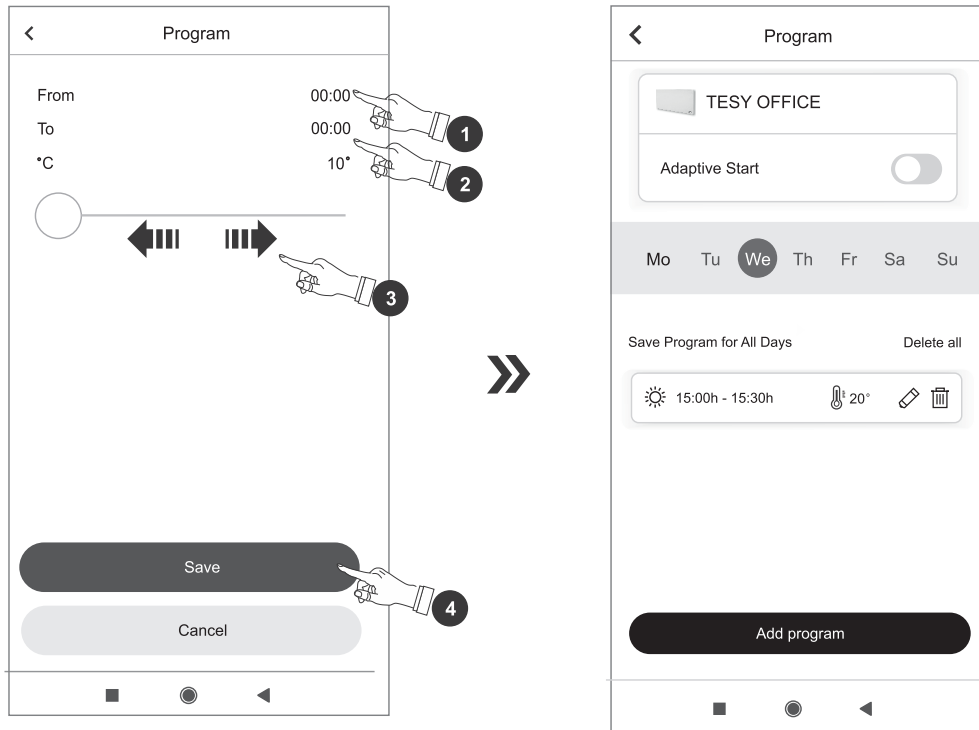 Program
From 00:00
To 00:00
°C 10°
1
2
3
Save
4
Cancel
Program
TESY OFFICE
Adaptive Start
Mo Tu We Th Fr Sa Su
Save Program for All Days Delete all
15:00h - 15:30h 20°
Add program